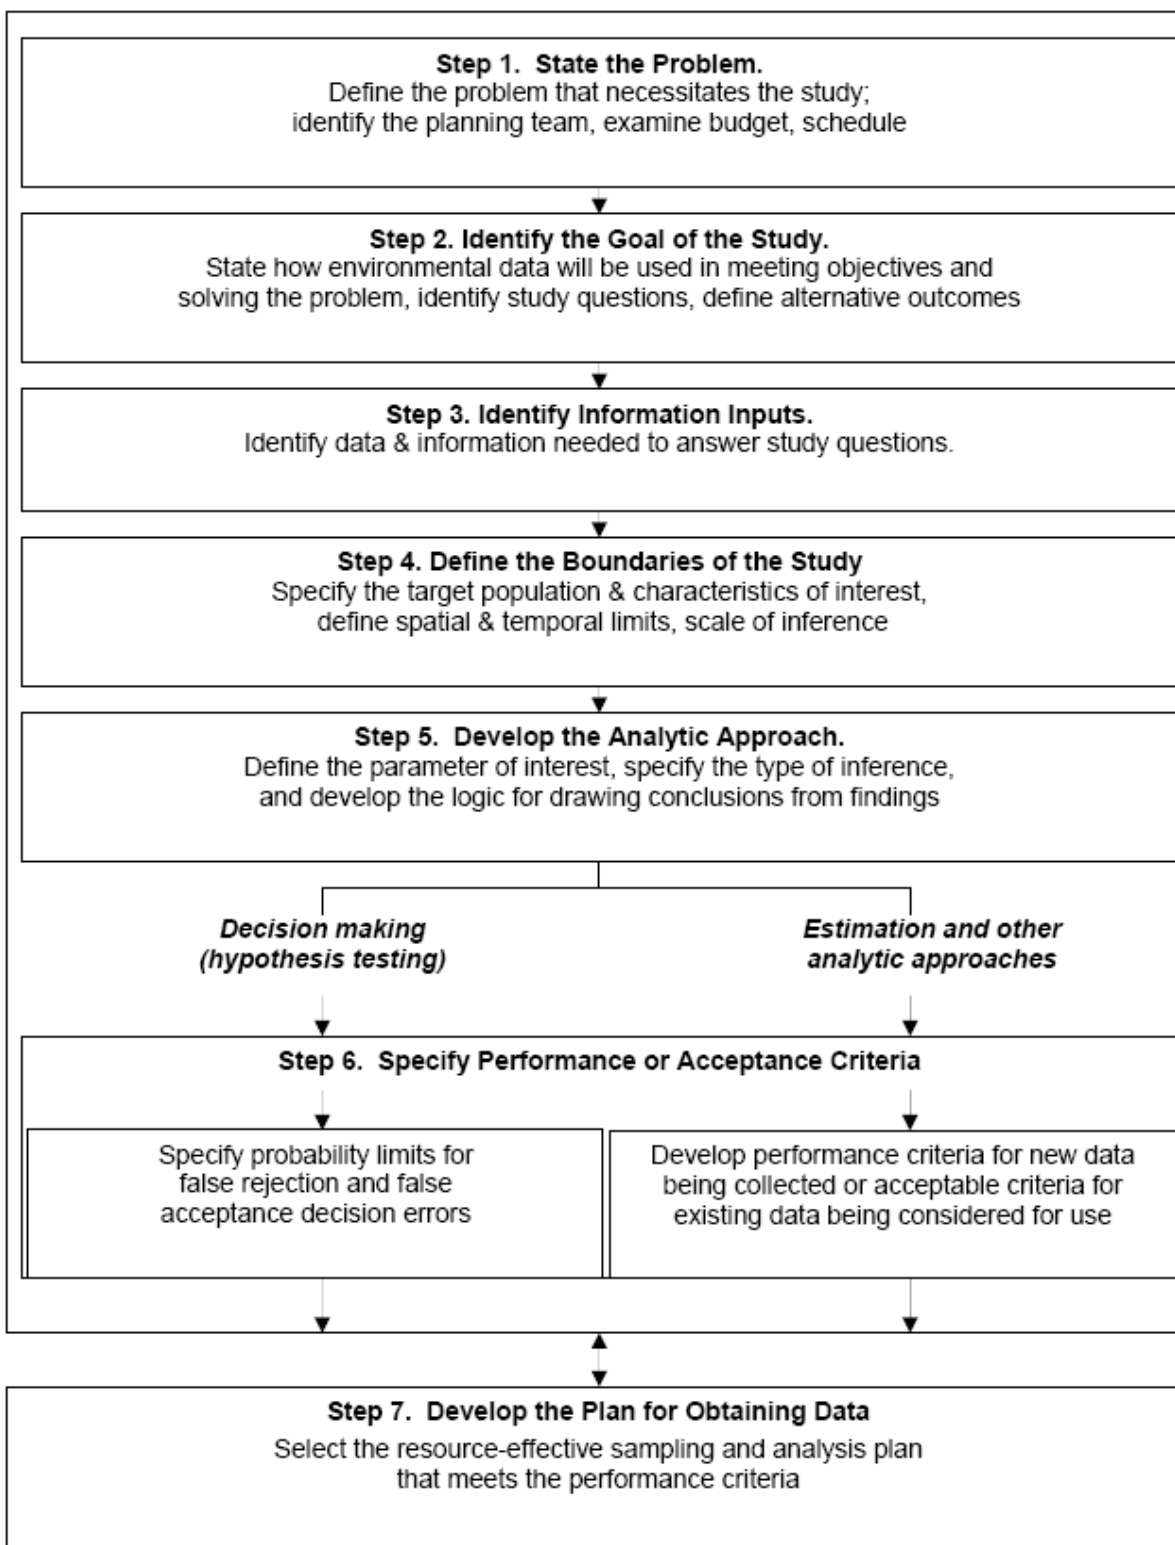 Step 1.  State the Problem.
Define the problem that necessitates the study;
identify the planning team, examine budget, schedule
Step 2. Identify the Goal of the Study.
State how environmental data will be used in meeting objectives and
solving the problem, identify study questions, define alternative outcomes
Step 3. Identify Information Inputs.
Identify data & information needed to answer study questions.
Step 4. Define the Boundaries of the Study
Specify the target population & characteristics of interest,
define spatial & temporal limits, scale of inference
Step 5.  Develop the Analytic Approach.
Define the parameter of interest, specify the type of inference,
and develop the logic for drawing conclusions from findings
Decision making
(hypothesis testing)
Estimation and other
analytic approaches
Step 6.  Specify Performance or Acceptance Criteria
Specify probability limits for
false rejection and false
acceptance decision errors
Develop performance criteria for new data
being collected or acceptable criteria for
existing data being considered for use
Step 7.  Develop the Plan for Obtaining Data
Select the resource-effective sampling and analysis plan
that meets the performance criteria